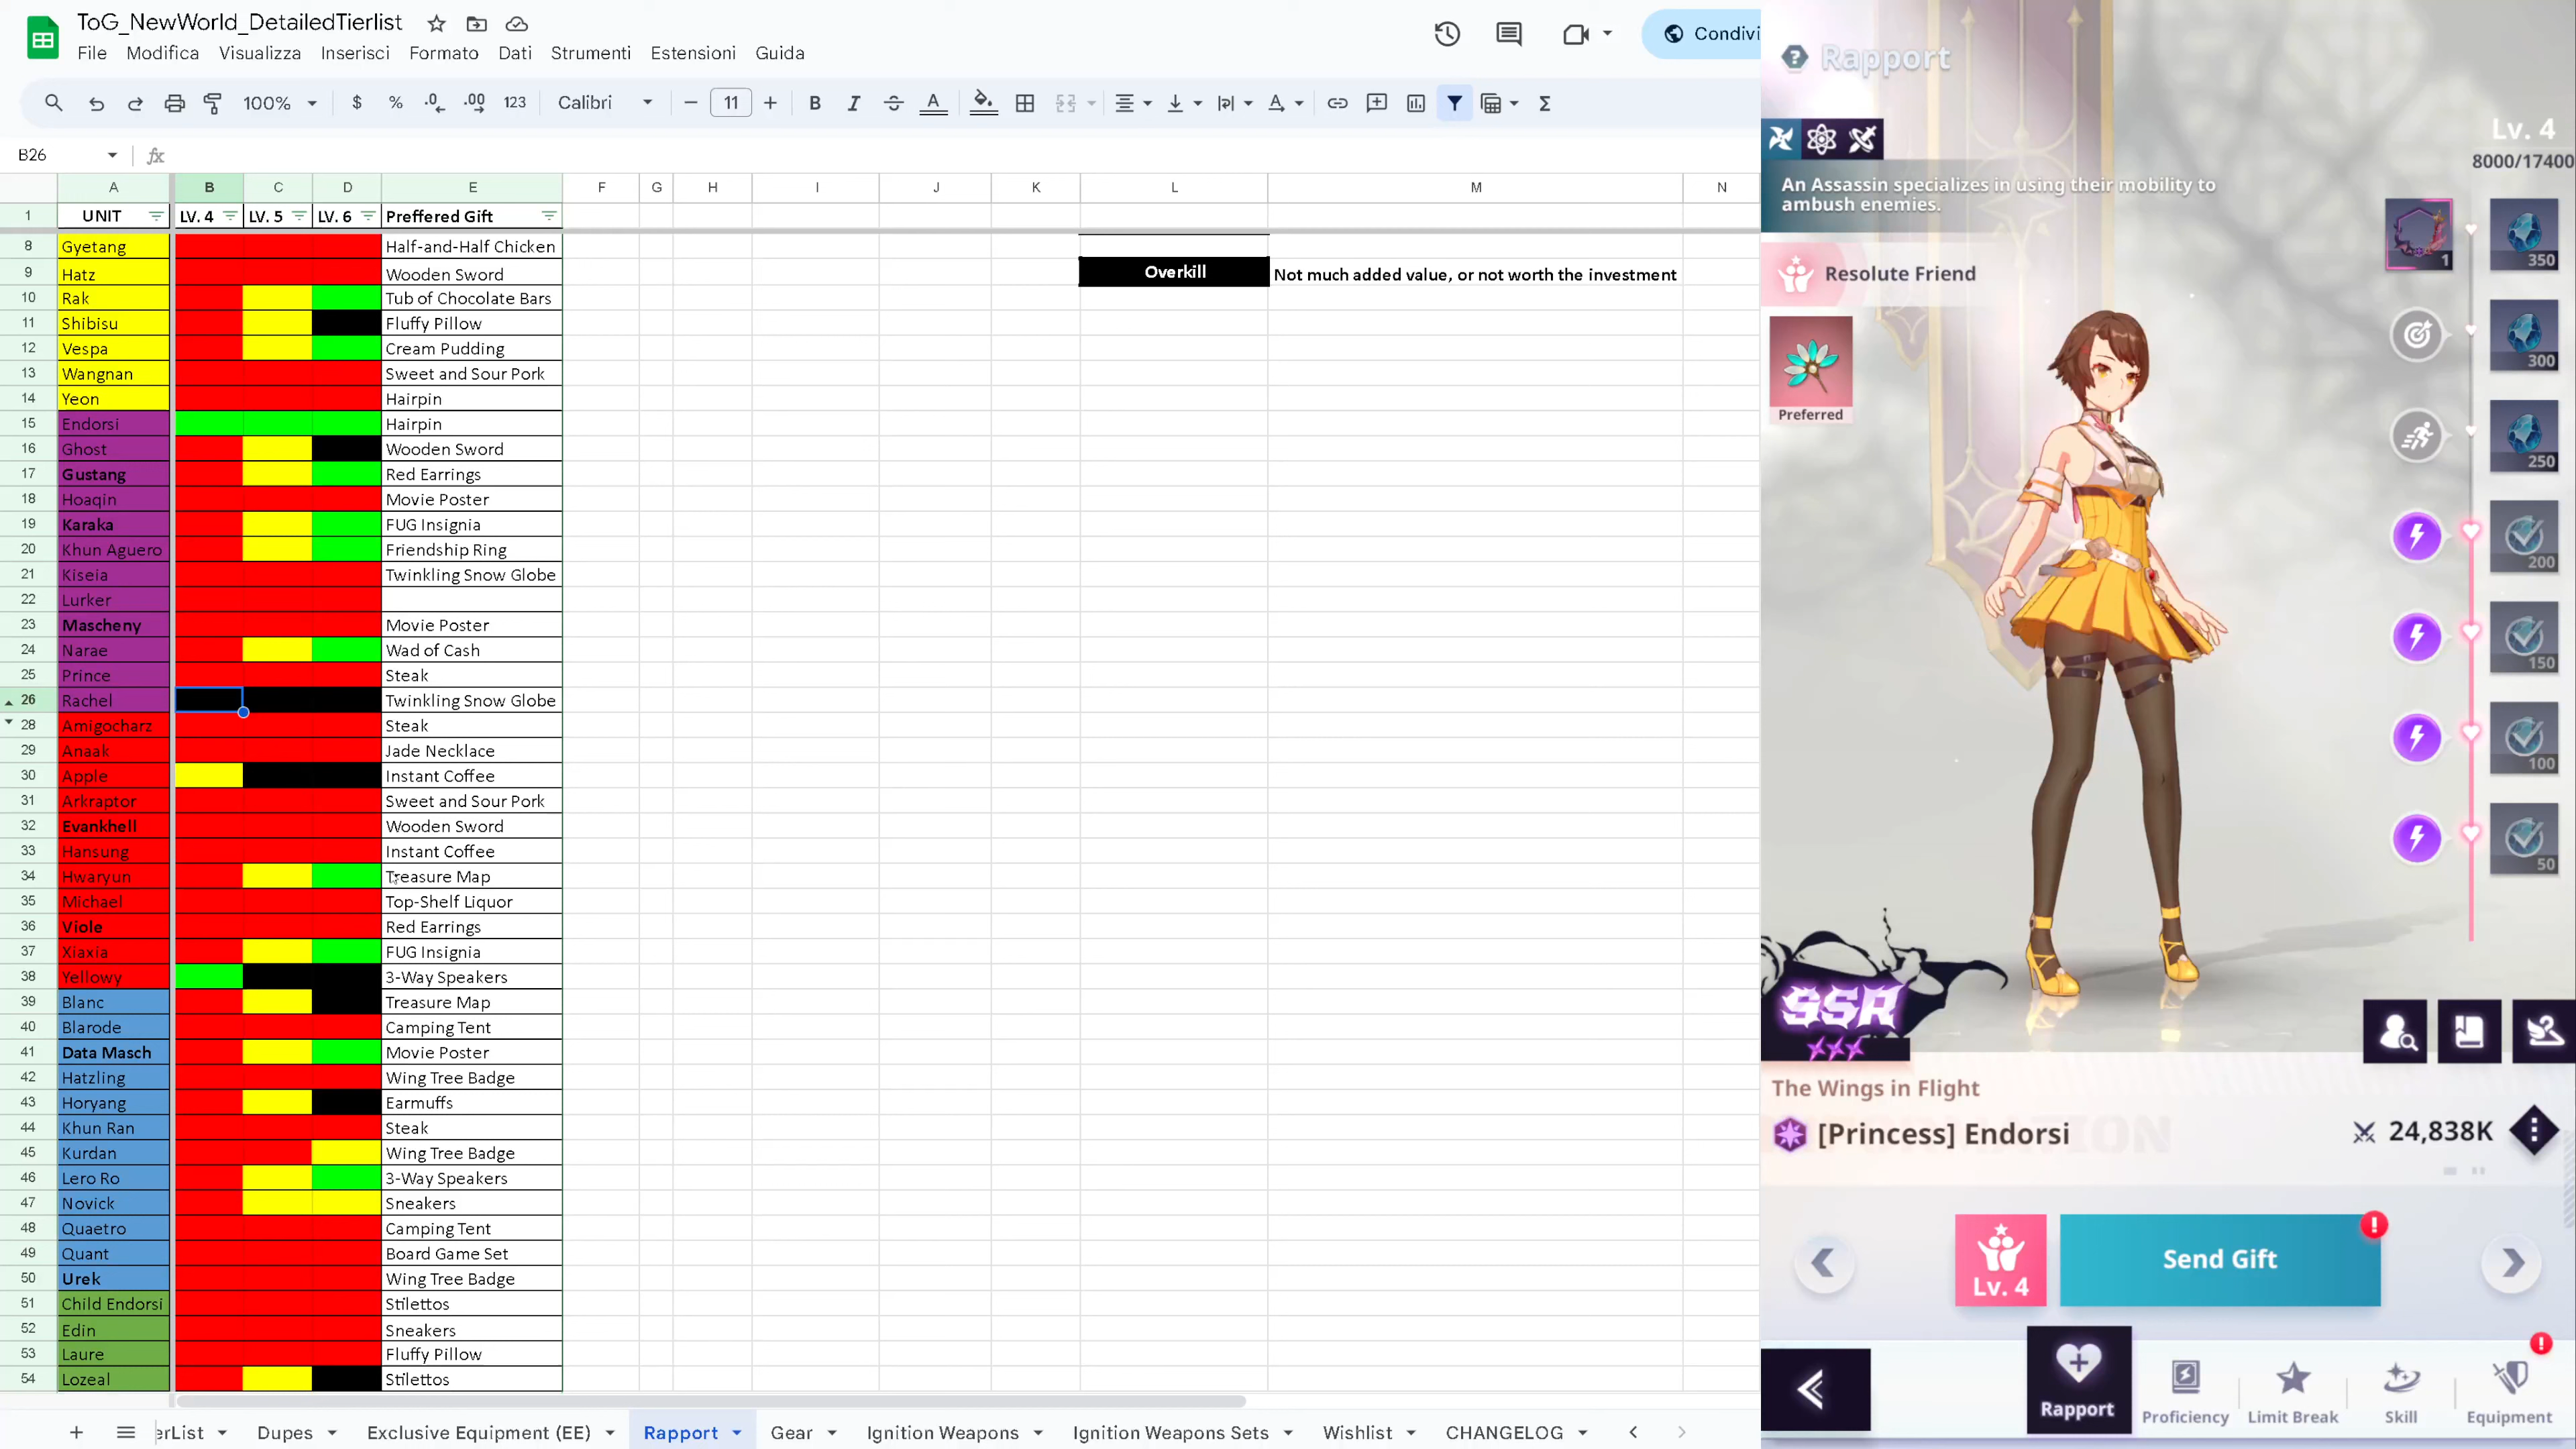 ToG_NewWorld_DetailedTierlist
File Modifica Visualizza Inserisci Formato Dati Strumenti Estensioni Guida
Condivi
100% $ % .0 .00 123 Calibri 11 B I A A Σ
B26 fx
A B C D E F G H I J K L M N
1 UNIT LV. 4 LV. 5 LV. 6 Preffered Gift
8 Gyetang Half-and-Half Chicken
9 Hatz Wooden Sword Overkill Not much added value, or not worth the investment
10 Rak Tub of Chocolate Bars
11 Shibisu Fluffy Pillow
12 Vespa Cream Pudding
13 Wangnan Sweet and Sour Pork
14 Yeon Hairpin
15 Endorsi Hairpin
16 Ghost Wooden Sword
17 Gustang Red Earrings
18 Hoaqin Movie Poster
19 Karaka FUG Insignia
20 Khun Aguero Friendship Ring
21 Kiseia Twinkling Snow Globe
22 Lurker
23 Mascheny Movie Poster
24 Narae Wad of Cash
25 Prince Steak
26 Rachel Twinkling Snow Globe
28 Amigocharz Steak
29 Anaak Jade Necklace
30 Apple Instant Coffee
31 Arkraptor Sweet and Sour Pork
32 Evankhell Wooden Sword
33 Hansung Instant Coffee
34 Hwaryun Treasure Map
35 Michael Top-Shelf Liquor
36 Viole Red Earrings
37 Xiaxia FUG Insignia
38 Yellowy 3-Way Speakers
39 Blanc Treasure Map
40 Blarode Camping Tent
41 Data Masch Movie Poster
42 Hatzling Wing Tree Badge
43 Horyang Earmuffs
44 Khun Ran Steak
45 Kurdan Wing Tree Badge
46 Lero Ro 3-Way Speakers
47 Novick Sneakers
48 Quaetro Camping Tent
49 Quant Board Game Set
50 Urek Wing Tree Badge
51 Child Endorsi Stilettos
52 Edin Sneakers
53 Laure Fluffy Pillow
54 Lozeal Stilettos
erList Dupes Exclusive Equipment (EE) Rapport Gear Ignition Weapons Ignition Weapons Sets Wishlist CHANGELOG
Rapport
Lv. 4
8000/17400
An Assassin specializes in using their mobility to
ambush enemies.
Resolute Friend
Preferred
1 350
300
250
200
150
100
50
SSR
The Wings in Flight
[Princess] Endorsi 24,838K
Lv. 4 Send Gift
Rapport Proficiency Limit Break Skill Equipment